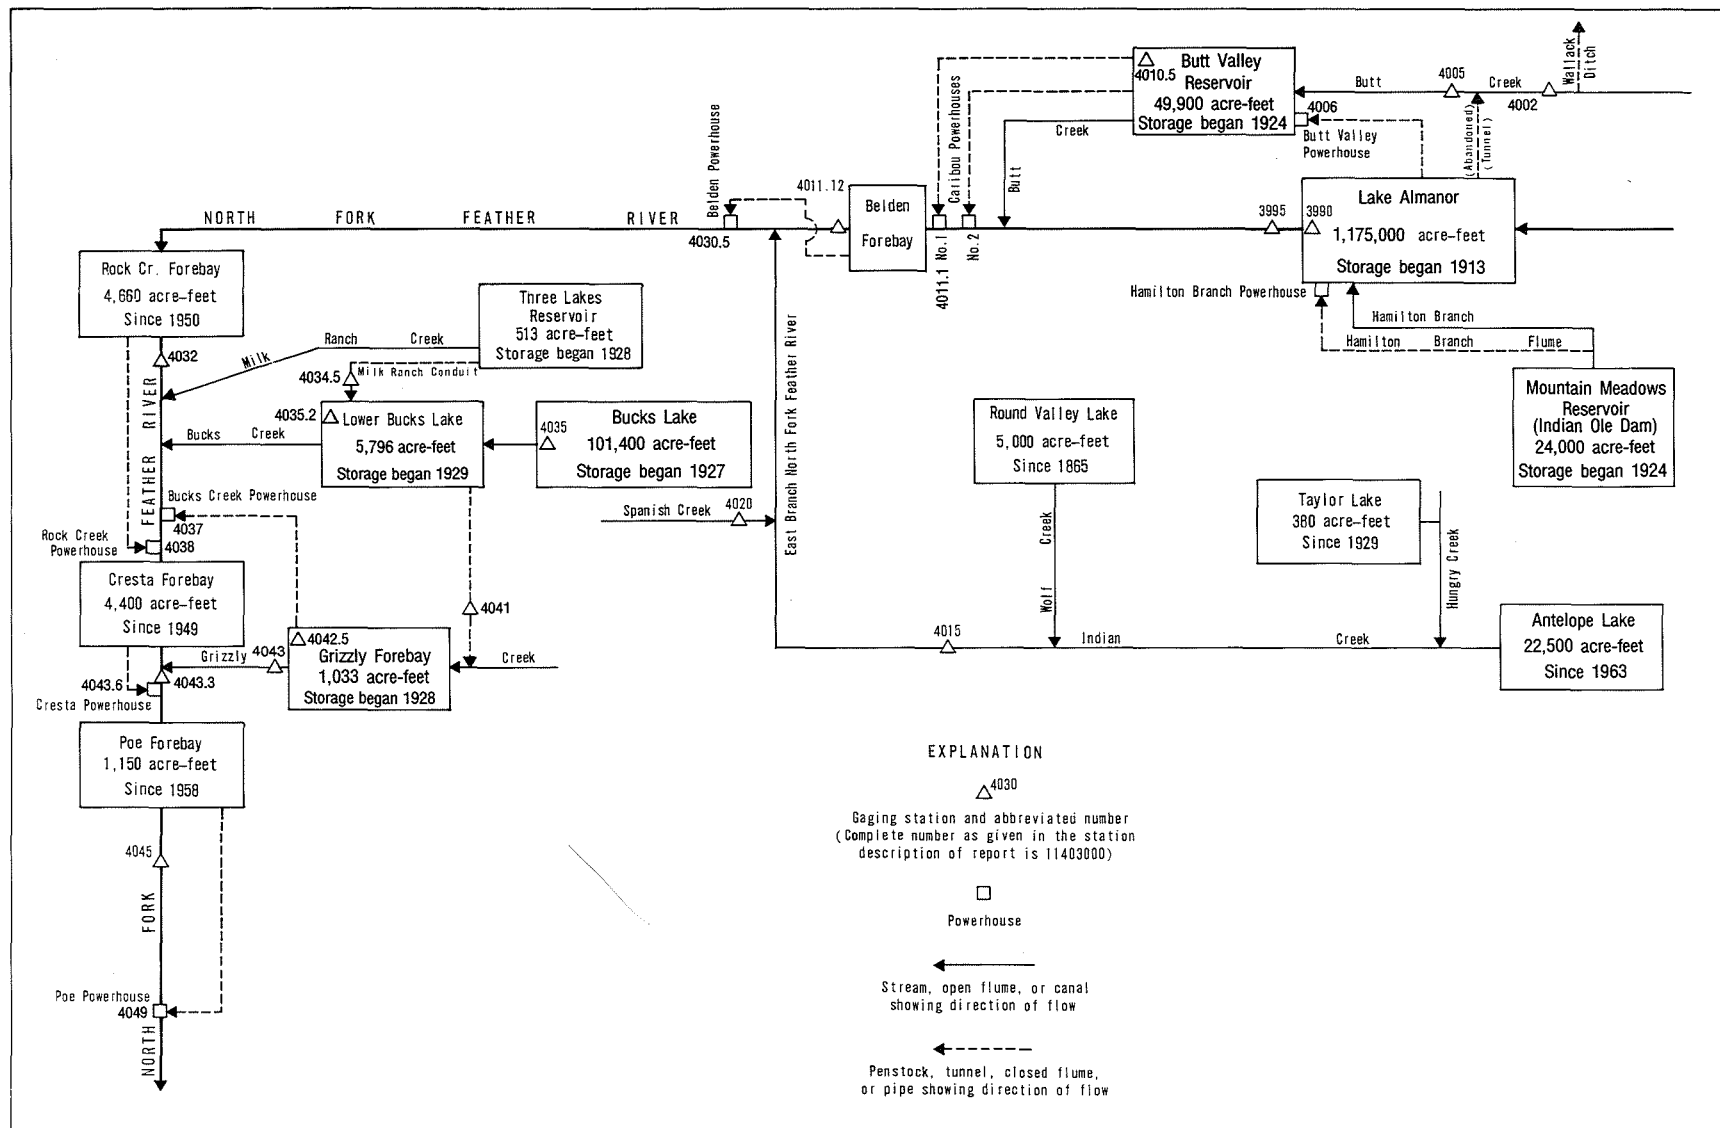 Wallack
Ditch
4010.5
Butt Valley
Reservoir
49,900 acre-feet
Storage began 1924
Butt
4005
Creek
4002
4006
Butt Valley
Powerhouse
(Abandoned)
(Tunnel)
Creek
Butt
Caribou Powerhouses
Belden Powerhouse
4011.12
Belden
Forebay
4011.1 No.1
No.2
3995
3990
Lake Almanor
1,175,000 acre-feet
Storage began 1913
NORTH FORK FEATHER RIVER
4030.5
Hamilton Branch Powerhouse
Hamilton Branch
Hamilton Branch Flume
Mountain Meadows
Reservoir
(Indian Ole Dam)
24,000 acre-feet
Storage began 1924
Rock Cr. Forebay
4,660 acre-feet
Since 1950
4032
Milk Ranch Creek
Three Lakes
Reservoir
513 acre-feet
Storage began 1928
4034.5
Milk Ranch Conduit
4035.2
Lower Bucks Lake
5,796 acre-feet
Storage began 1929
4035
Bucks Lake
101,400 acre-feet
Storage began 1927
Bucks Creek
East Branch North Fork Feather River
Round Valley Lake
5,000 acre-feet
Since 1865
Taylor Lake
380 acre-feet
Since 1929
Spanish Creek
4020
Wolf Creek
Hungry Creek
Bucks Creek Powerhouse
4037
Rock Creek
Powerhouse
4038
Cresta Forebay
4,400 acre-feet
Since 1949
4041
4042.5
Grizzly Forebay
1,033 acre-feet
Storage began 1928
Grizzly
4043
Creek
4015
Indian Creek
Antelope Lake
22,500 acre-feet
Since 1963
4043.6
4043.3
Cresta Powerhouse
Poe Forebay
1,150 acre-feet
Since 1958
4045
Poe Powerhouse
4049
NORTH FORK FEATHER RIVER
EXPLANATION
4030
Gaging station and abbreviated number
(Complete number as given in the station
description of report is 11403000)
Powerhouse
Stream, open flume, or canal
showing direction of flow
Penstock, tunnel, closed flume,
or pipe showing direction of flow